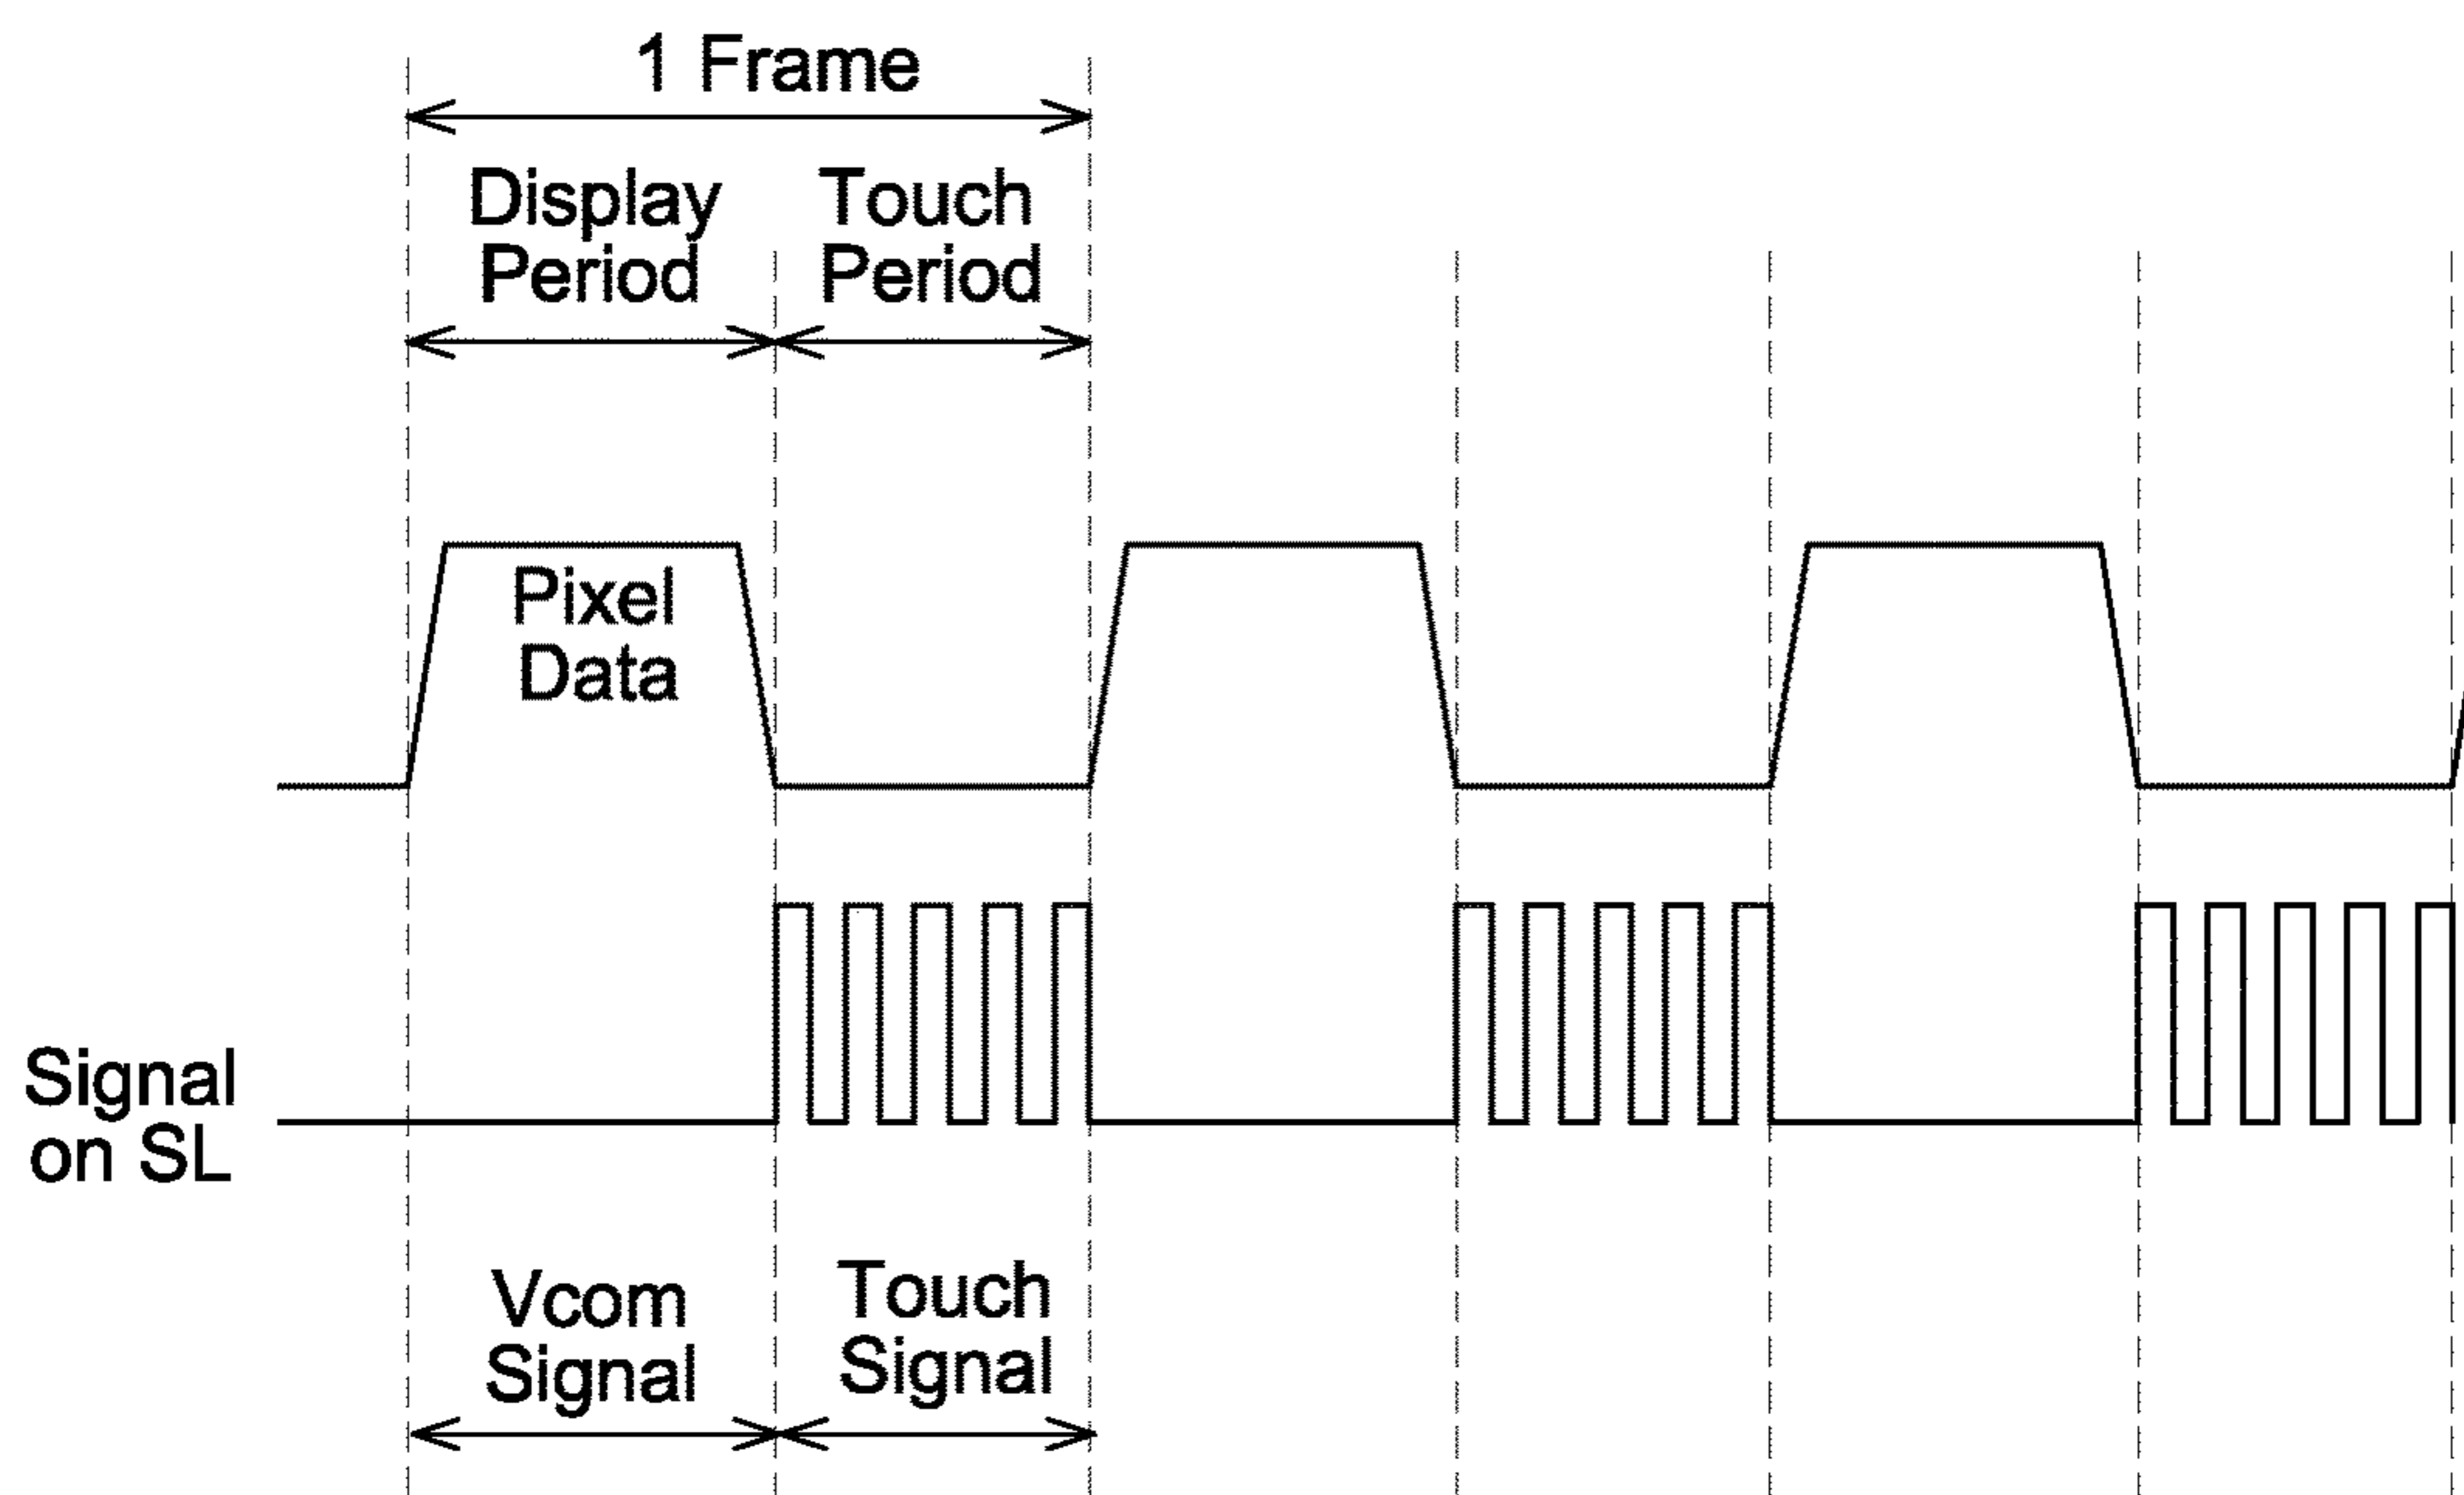 1 Frame
Display
Period
Touch
Period
Pixel
Data
Signal
on SL
Vcom
Signal
Touch
Signal